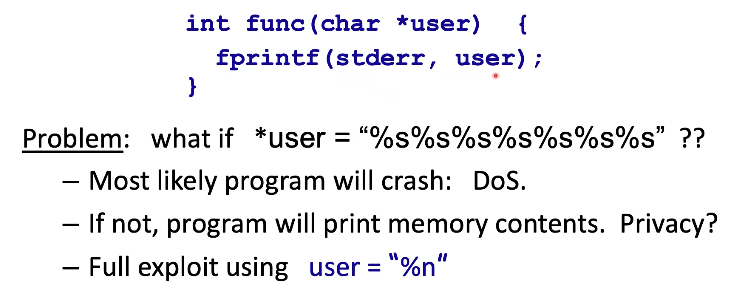 int func(char *user) {
fprintf(stderr, user);
}
Problem: what if *user = “%s%s%s%s%s%s%s” ??
– Most likely program will crash: DoS.
– If not, program will print memory contents. Privacy?
– Full exploit using user = “%n”